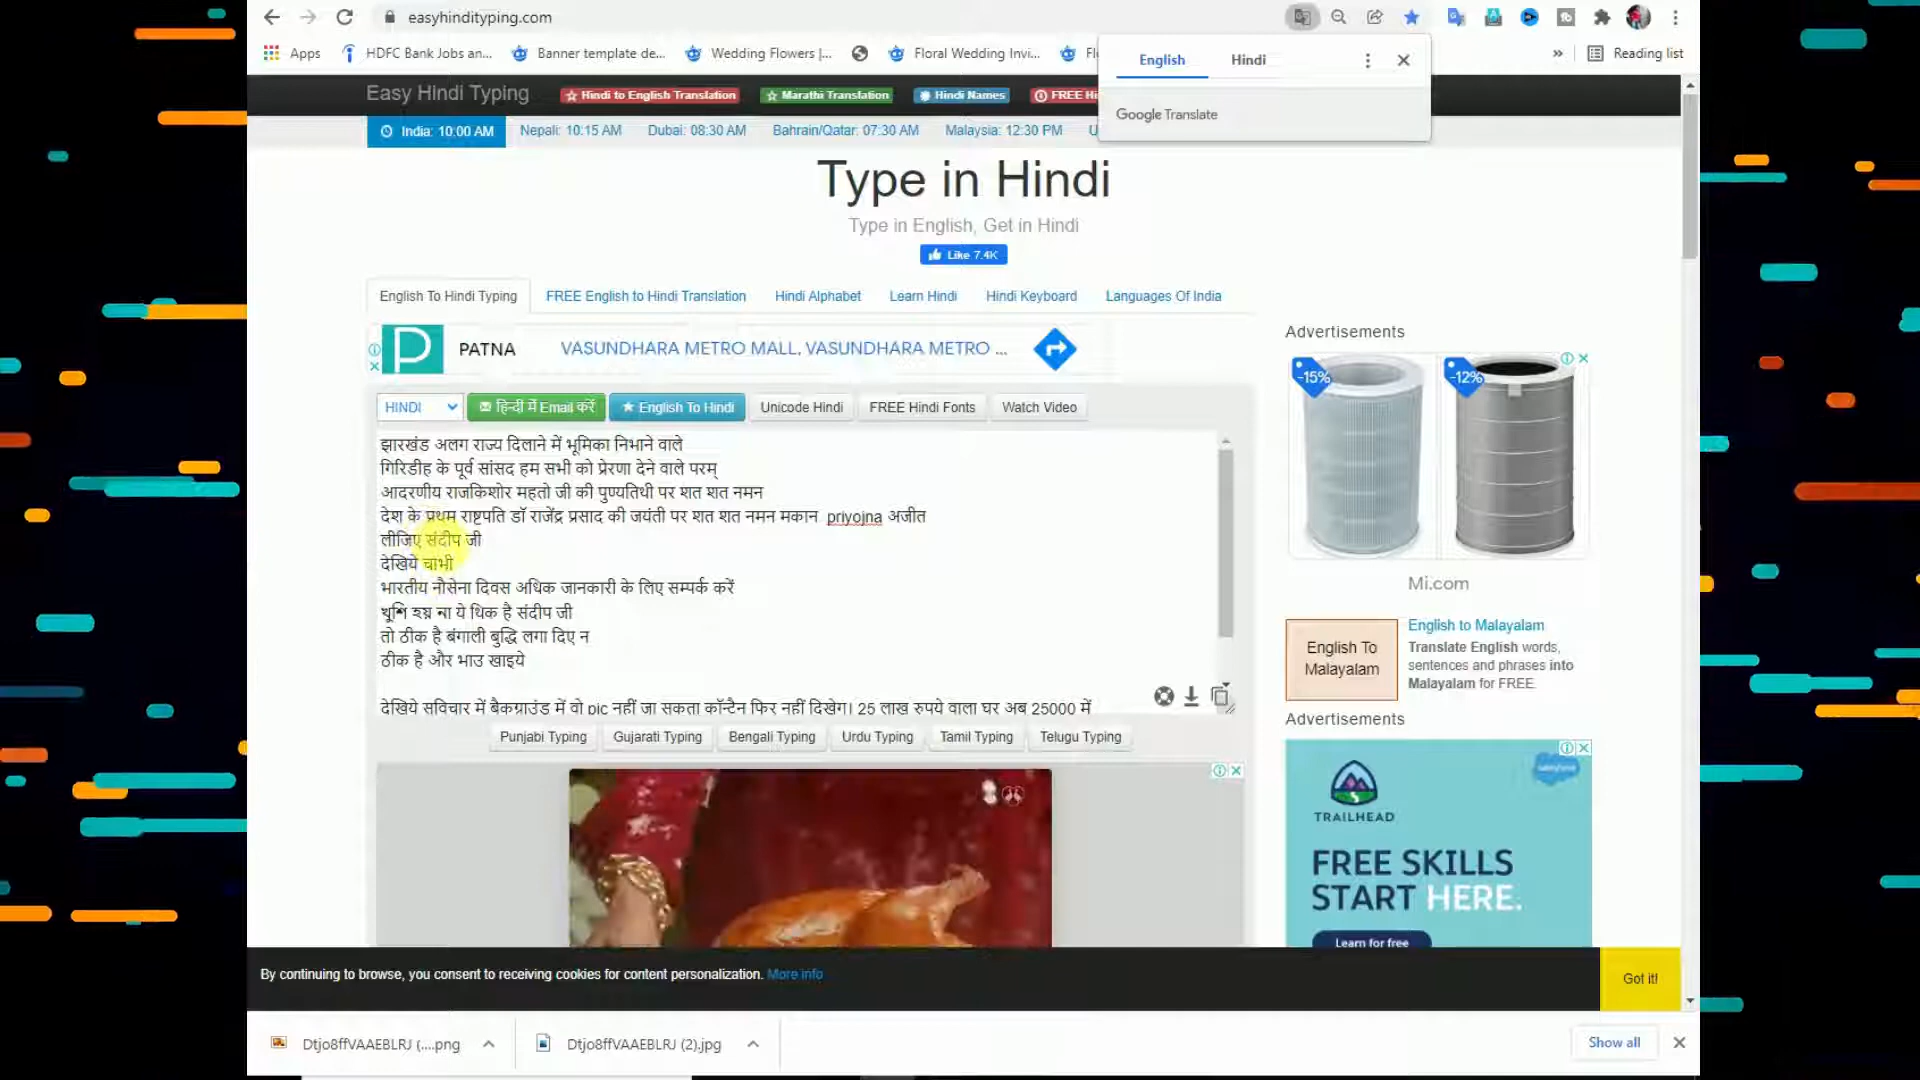 easyhindityping.com
Apps
HDFC Bank Jobs an...
Banner template de...
Wedding Flowers |...
Floral Wedding Invi...
Reading list
English
Hindi
Google Translate
Easy Hindi Typing
Hindi to English Translation
Marathi Translation
Hindi Names
FREE Hi
India: 10:00 AM
Nepali: 10:15 AM
Dubai: 08:30 AM
Bahrain/Qatar: 07:30 AM
Malaysia: 12:30 PM
Type in Hindi
Type in English, Get in Hindi
Like 7.4K
English To Hindi Typing
FREE English to Hindi Translation
Hindi Alphabet
Learn Hindi
Hindi Keyboard
Languages Of India
Advertisements
PATNA
VASUNDHARA METRO MALL, VASUNDHARA METRO ...
-15%
-12%
Mi.com
HINDI
हिन्दी में Email करें
English To Hindi
Unicode Hindi
FREE Hindi Fonts
Watch Video
झारखंड अलग राज्य दिलाने में भूमिका निभाने वाले
गिरिडीह के पूर्व सांसद हम सभी को प्रेरणा देने वाले परम्
आदरणीय राजकिशोर महतो जी की पुण्यतिथी पर शत शत नमन
देश के प्रथम राष्ट्रपति डॉ राजेंद्र प्रसाद की जयंती पर शत शत नमन मकान priyojna अजीत
लीजिए संदीप जी
देखिये चाभी
भारतीय नौसेना दिवस अधिक जानकारी के लिए सम्पर्क करें
খুশি হয় না ये थिक है संदीप जी
तो ठीक है बंगाली बुद्धि लगा दिए न
ठीक है और भाउ खाइये
देखिये सविचार में बैकग्राउंड में वो pic नहीं जा सकता कॉन्टैन फिर नहीं दिखेग। 25 लाख रुपये वाला घर अब 25000 में
English To Malayalam
English to Malayalam
Translate English words,
sentences and phrases into
Malayalam for FREE.
Advertisements
Punjabi Typing
Gujarati Typing
Bengali Typing
Urdu Typing
Tamil Typing
Telugu Typing
salesforce
TRAILHEAD
FREE SKILLS
START HERE.
Learn for free
By continuing to browse, you consent to receiving cookies for content personalization. More info
Got it!
Dtjo8ffVAAEBLRJ (....png
Dtjo8ffVAAEBLRJ (2).jpg
Show all